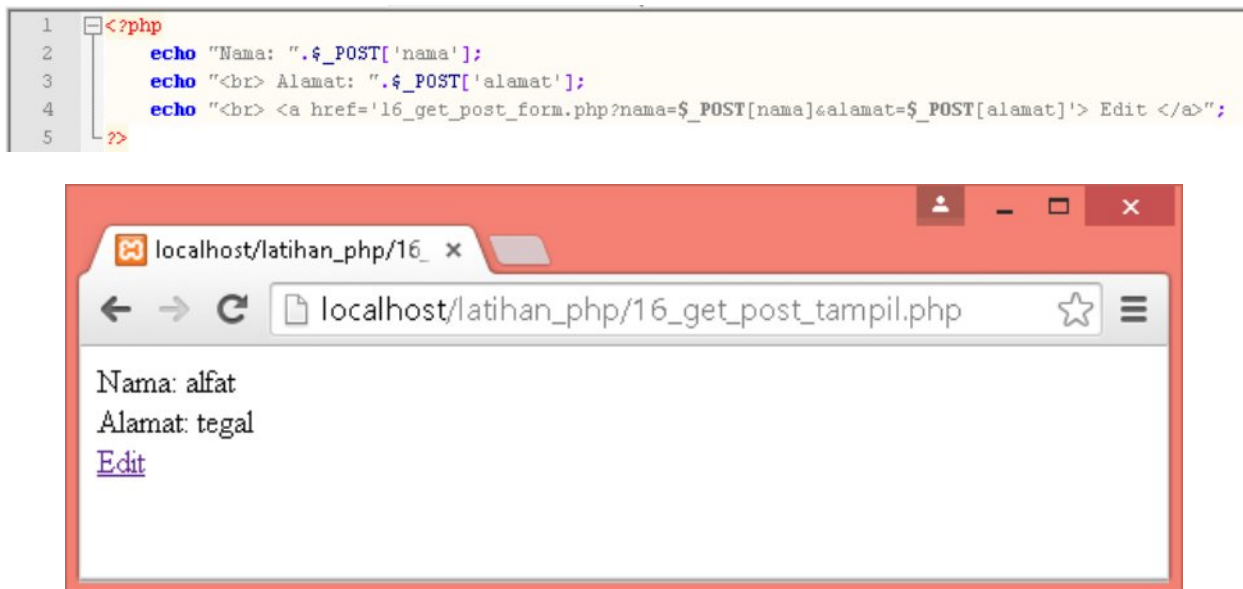 1 <?php
2 echo "Nama: ".$_POST['nama'];
3 echo "<br> Alamat: ".$_POST['alamat'];
4 echo "<br> <a href='16_get_post_form.php?nama=$_POST[nama]&alamat=$_POST[alamat]'> Edit </a>";
5 ?>
localhost/latihan_php/16_
localhost/latihan_php/16_get_post_tampil.php
Nama: alfat
Alamat: tegal
Edit